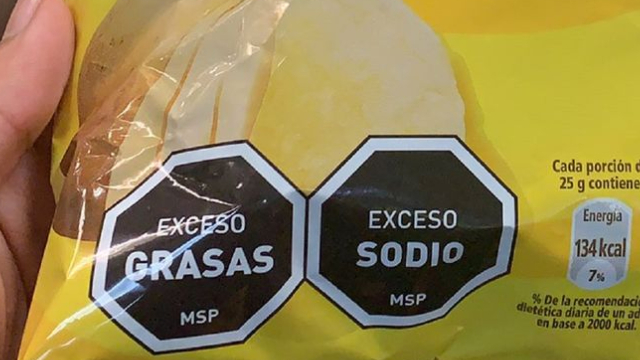 EXCESO
GRASAS
MSP
EXCESO
SODIO
MSP
Cada porción
25 g contiene
Energía
134 kcal
7%
% De la
dietética diaria de un
en base a 2000 kcal.